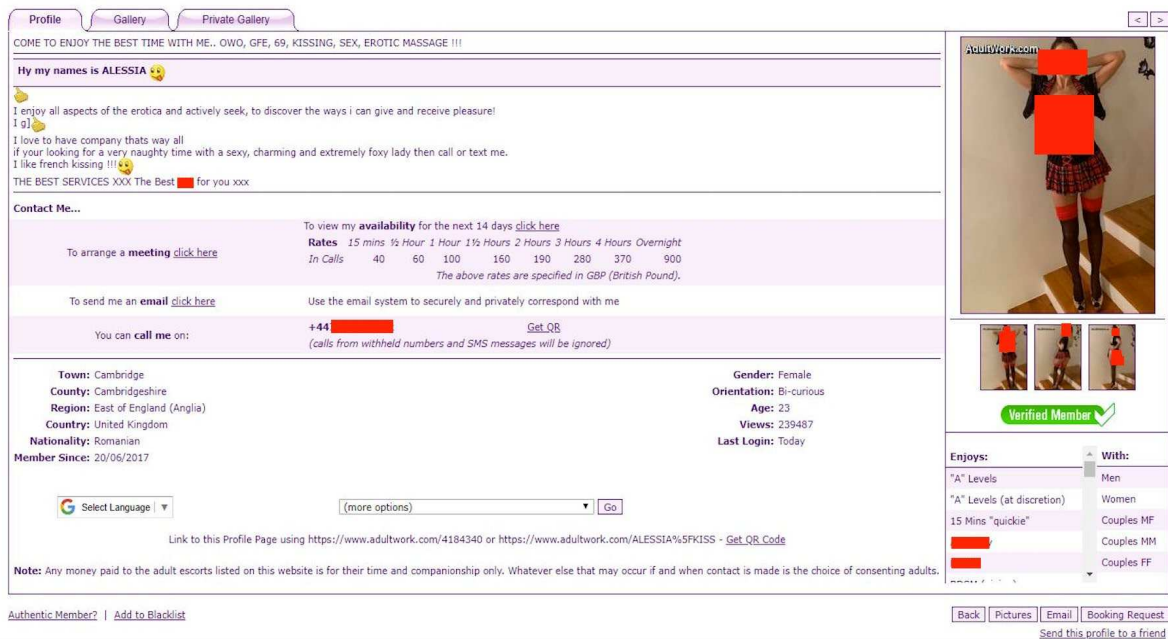 Profile
Gallery
Private Gallery
<
>
COME TO ENJOY THE BEST TIME WITH ME.. OWO, GFE, 69, KISSING, SEX, EROTIC MASSAGE !!!
Hy my names is ALESSIA
I enjoy all aspects of the erotica and actively seek, to discover the ways i can give and receive pleasure!
I g]
I love to have company thats way all
if your looking for a very naughty time with a sexy, charming and extremely foxy lady then call or text me.
I like french kissing !!!
THE BEST SERVICES XXX The Best for you xxx
Contact Me...
To arrange a meeting click here
To view my availability for the next 14 days click here
Rates 15 mins ½ Hour 1 Hour 1½ Hours 2 Hours 3 Hours 4 Hours Overnight
In Calls 40 60 100 160 190 280 370 900
The above rates are specified in GBP (British Pound).
To send me an email click here
Use the email system to securely and privately correspond with me
You can call me on:
+44 Get QR
(calls from withheld numbers and SMS messages will be ignored)
Town: Cambridge
County: Cambridgeshire
Region: East of England (Anglia)
Country: United Kingdom
Nationality: Romanian
Member Since: 20/06/2017
Gender: Female
Orientation: Bi-curious
Age: 23
Views: 239487
Last Login: Today
Select Language
(more options)
Go
Link to this Profile Page using https://www.adultwork.com/4184340 or https://www.adultwork.com/ALESSIA%5FKISS - Get QR Code
Note: Any money paid to the adult escorts listed on this website is for their time and companionship only. Whatever else that may occur if and when contact is made is the choice of consenting adults.
AdultWork.com
Verified Member
Enjoys:
"A" Levels
"A" Levels (at discretion)
15 Mins "quickie"
With:
Men
Women
Couples MF
Couples MM
Couples FF
Authentic Member? | Add to Blacklist
Back Pictures Email Booking Request
Send this profile to a friend